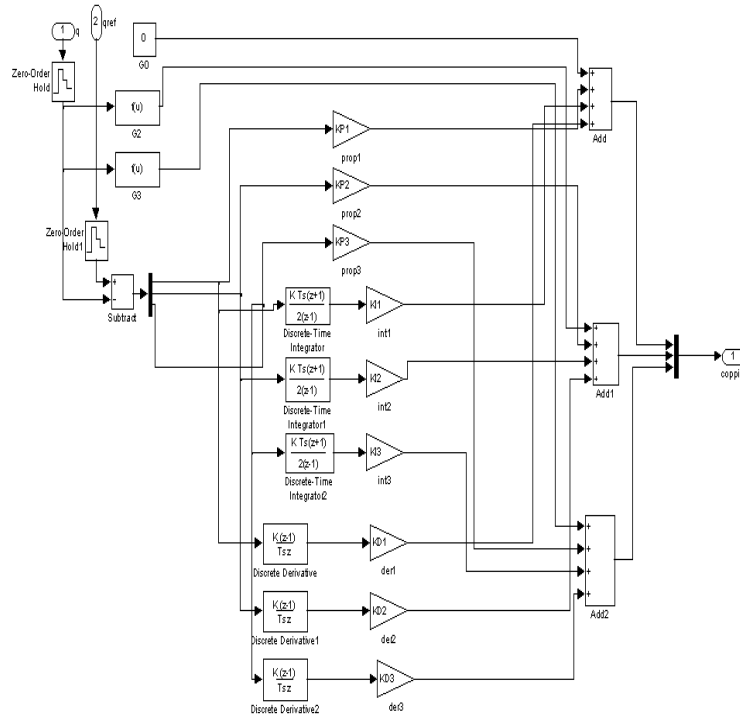 1
q
2
qref
Zero-Order
Hold
0
G0
f(u)
G2
f(u)
G3
Zero-Order
Hold1
+
-
Subtract
KP1
prop1
KP2
prop2
KP3
prop3
K Ts(z+1)
2(z-1)
Discrete-Time
Integrator
KI1
int1
K Ts(z+1)
2(z-1)
Discrete-Time
Integrator1
KI2
int2
K Ts(z+1)
2(z-1)
Discrete-Time
Integrator2
KI3
int3
K(z-1)
Tsz
Discrete Derivative
KD1
der1
K(z-1)
Tsz
Discrete Derivative1
KD2
der2
K(z-1)
Tsz
Discrete Derivative2
KD3
der3
+
+
+
+
Add
+
+
+
+
Add1
+
+
+
+
Add2
1
coppi